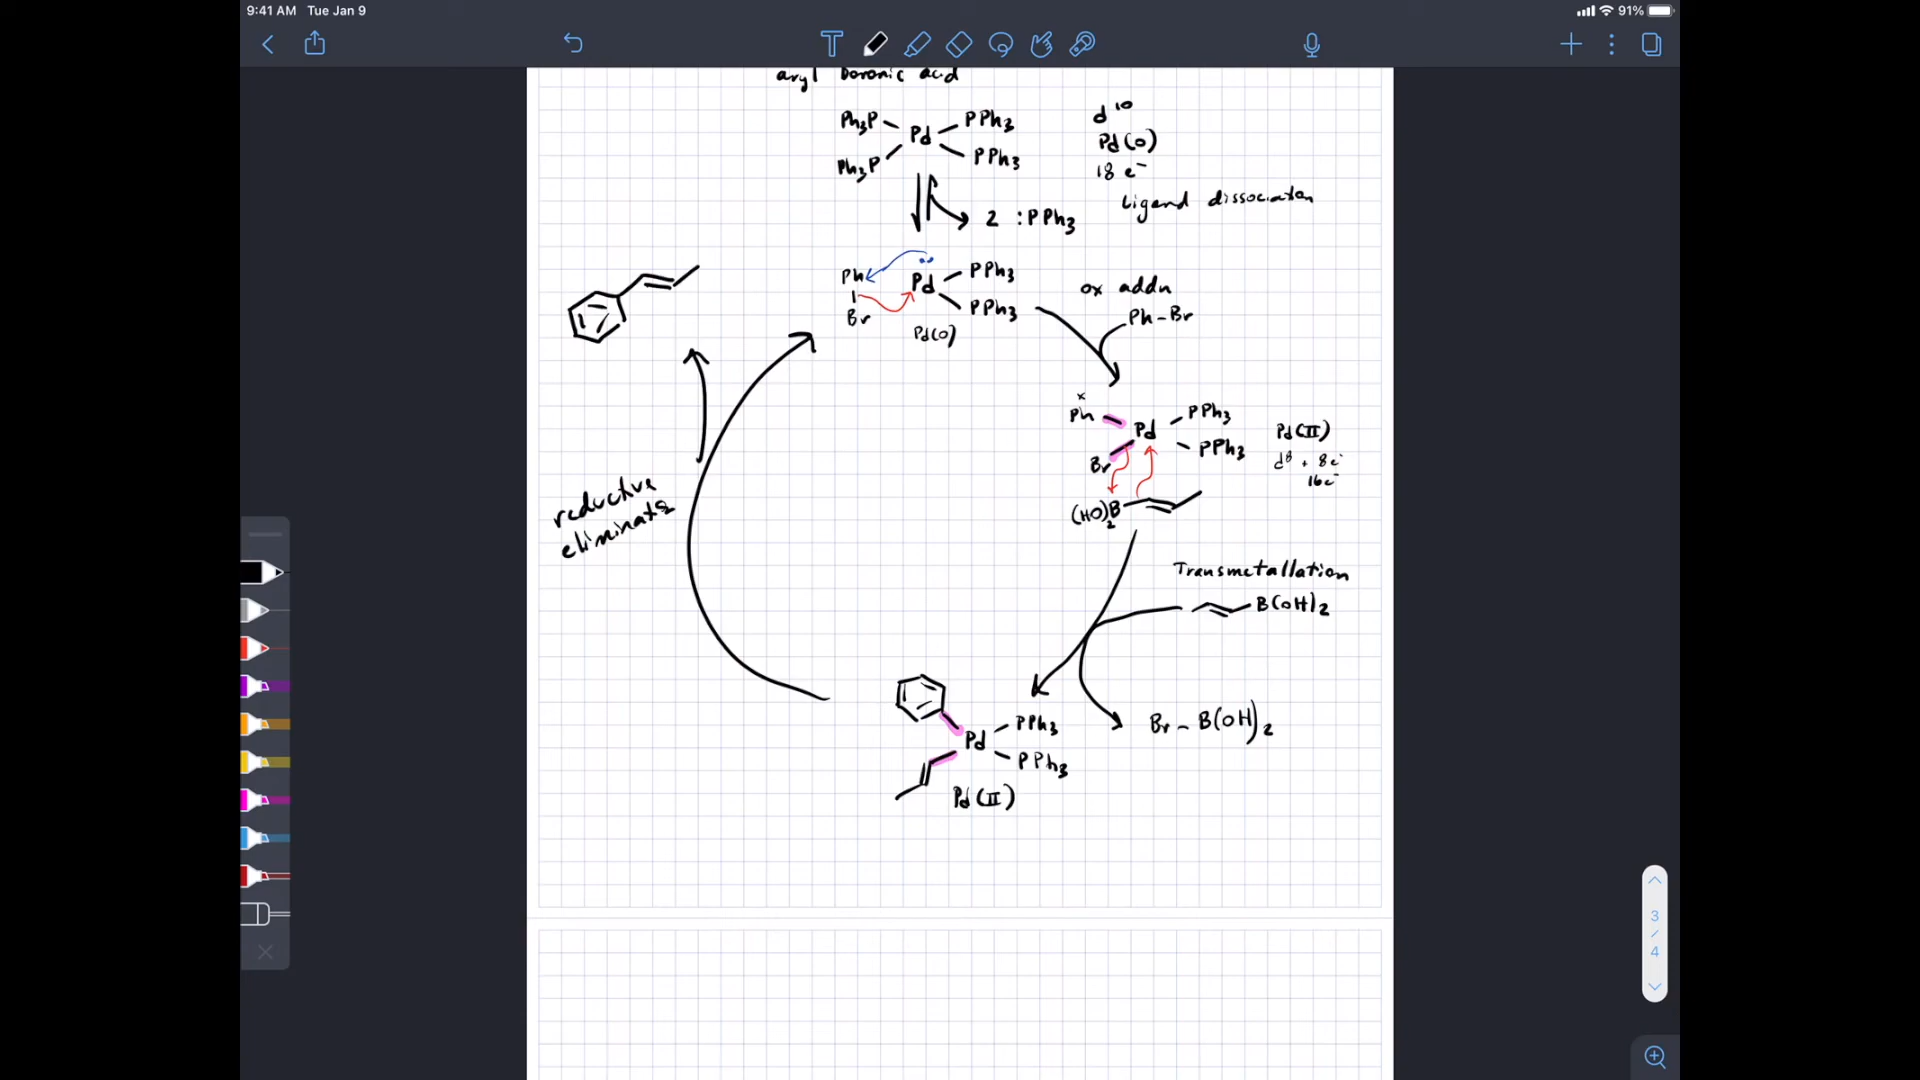 9:41 AM Tue Jan 9
91%
T
aryl boronic acid
Ph₃P PPh₃
Pd
Ph₃P PPh₃
d¹⁰
Pd(0)
18 e⁻
Ligand dissociation
2 :PPh₃
Ph Pd PPh₃
Br PPh₃
Pd(0)
ox addn
Ph-Br
x
Ph Pd PPh₃
Br PPh₃
Pd(II)
d⁸ + 8e⁻
16e⁻
(HO)₂B
reductive
Transmetallation
B(OH)₂
Br-B(OH)₂
Pd PPh₃
PPh₃
Pd(II)
3
/
4